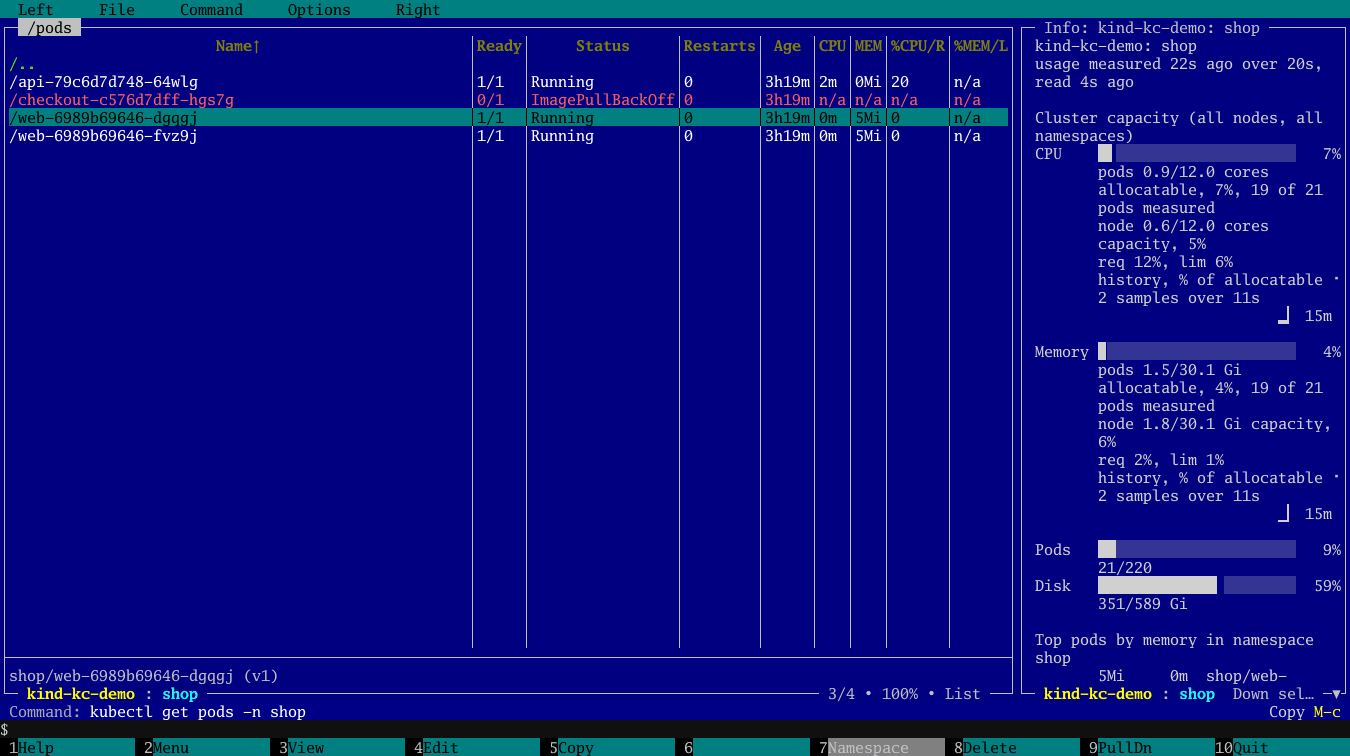 Left File Command Options Right
/pods
Name↑ Ready Status Restarts Age CPU MEM %CPU/R %MEM/L
/..
/api-79c6d7d748-64wlg 1/1 Running 0 3h19m 2m 0Mi 20 n/a
/checkout-c576d7dff-hgs7g 0/1 ImagePullBackOff 0 3h19m n/a n/a n/a n/a
/web-6989b69646-dgqgj 1/1 Running 0 3h19m 0m 5Mi 0 n/a
/web-6989b69646-fvz9j 1/1 Running 0 3h19m 0m 5Mi 0 n/a
shop/web-6989b69646-dgqgj (v1)
kind-kc-demo : shop 3/4 • 100% • List
Info: kind-kc-demo: shop
kind-kc-demo: shop
usage measured 22s ago over 20s,
read 4s ago
Cluster capacity (all nodes, all
namespaces)
CPU 7%
pods 0.9/12.0 cores
allocatable, 7%, 19 of 21
pods measured
node 0.6/12.0 cores
capacity, 5%
req 12%, lim 6%
history, % of allocatable ·
2 samples over 11s
15m
Memory 4%
pods 1.5/30.1 Gi
allocatable, 4%, 19 of 21
pods measured
node 1.8/30.1 Gi capacity,
6%
req 2%, lim 1%
history, % of allocatable ·
2 samples over 11s
15m
Pods 9%
21/220
Disk 59%
351/589 Gi
Top pods by memory in namespace
shop
5Mi 0m shop/web-
kind-kc-demo : shop Down sel… ▼
Command: kubectl get pods -n shop Copy M-c
$
1Help 2Menu 3View 4Edit 5Copy 6 7Namespace 8Delete 9PullDn 10Quit